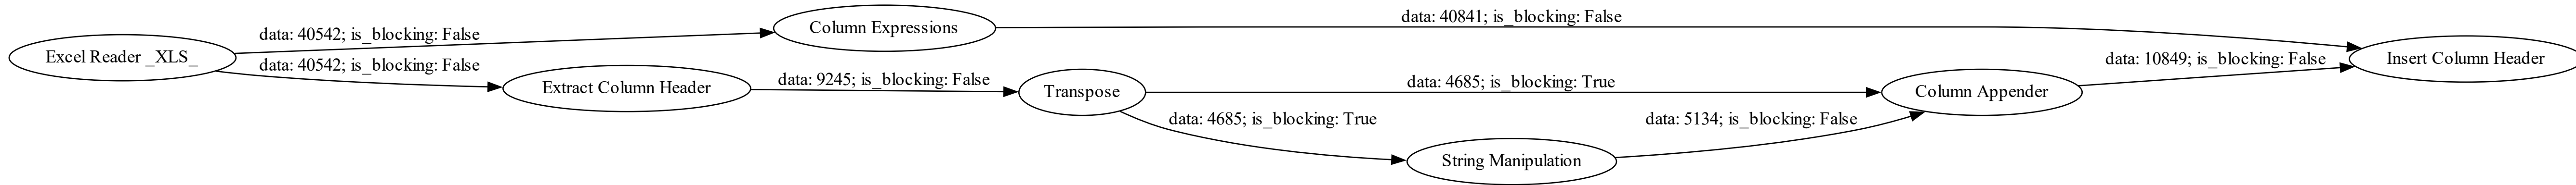 Excel Reader _XLS_
data: 40542; is_blocking: False
data: 40542; is_blocking: False
Column Expressions
Extract Column Header
data: 40841; is_blocking: False
data: 9245; is_blocking: False
Transpose
data: 4685; is_blocking: True
data: 4685; is_blocking: True
String Manipulation
data: 5134; is_blocking: False
Column Appender
data: 10849; is_blocking: False
Insert Column Header